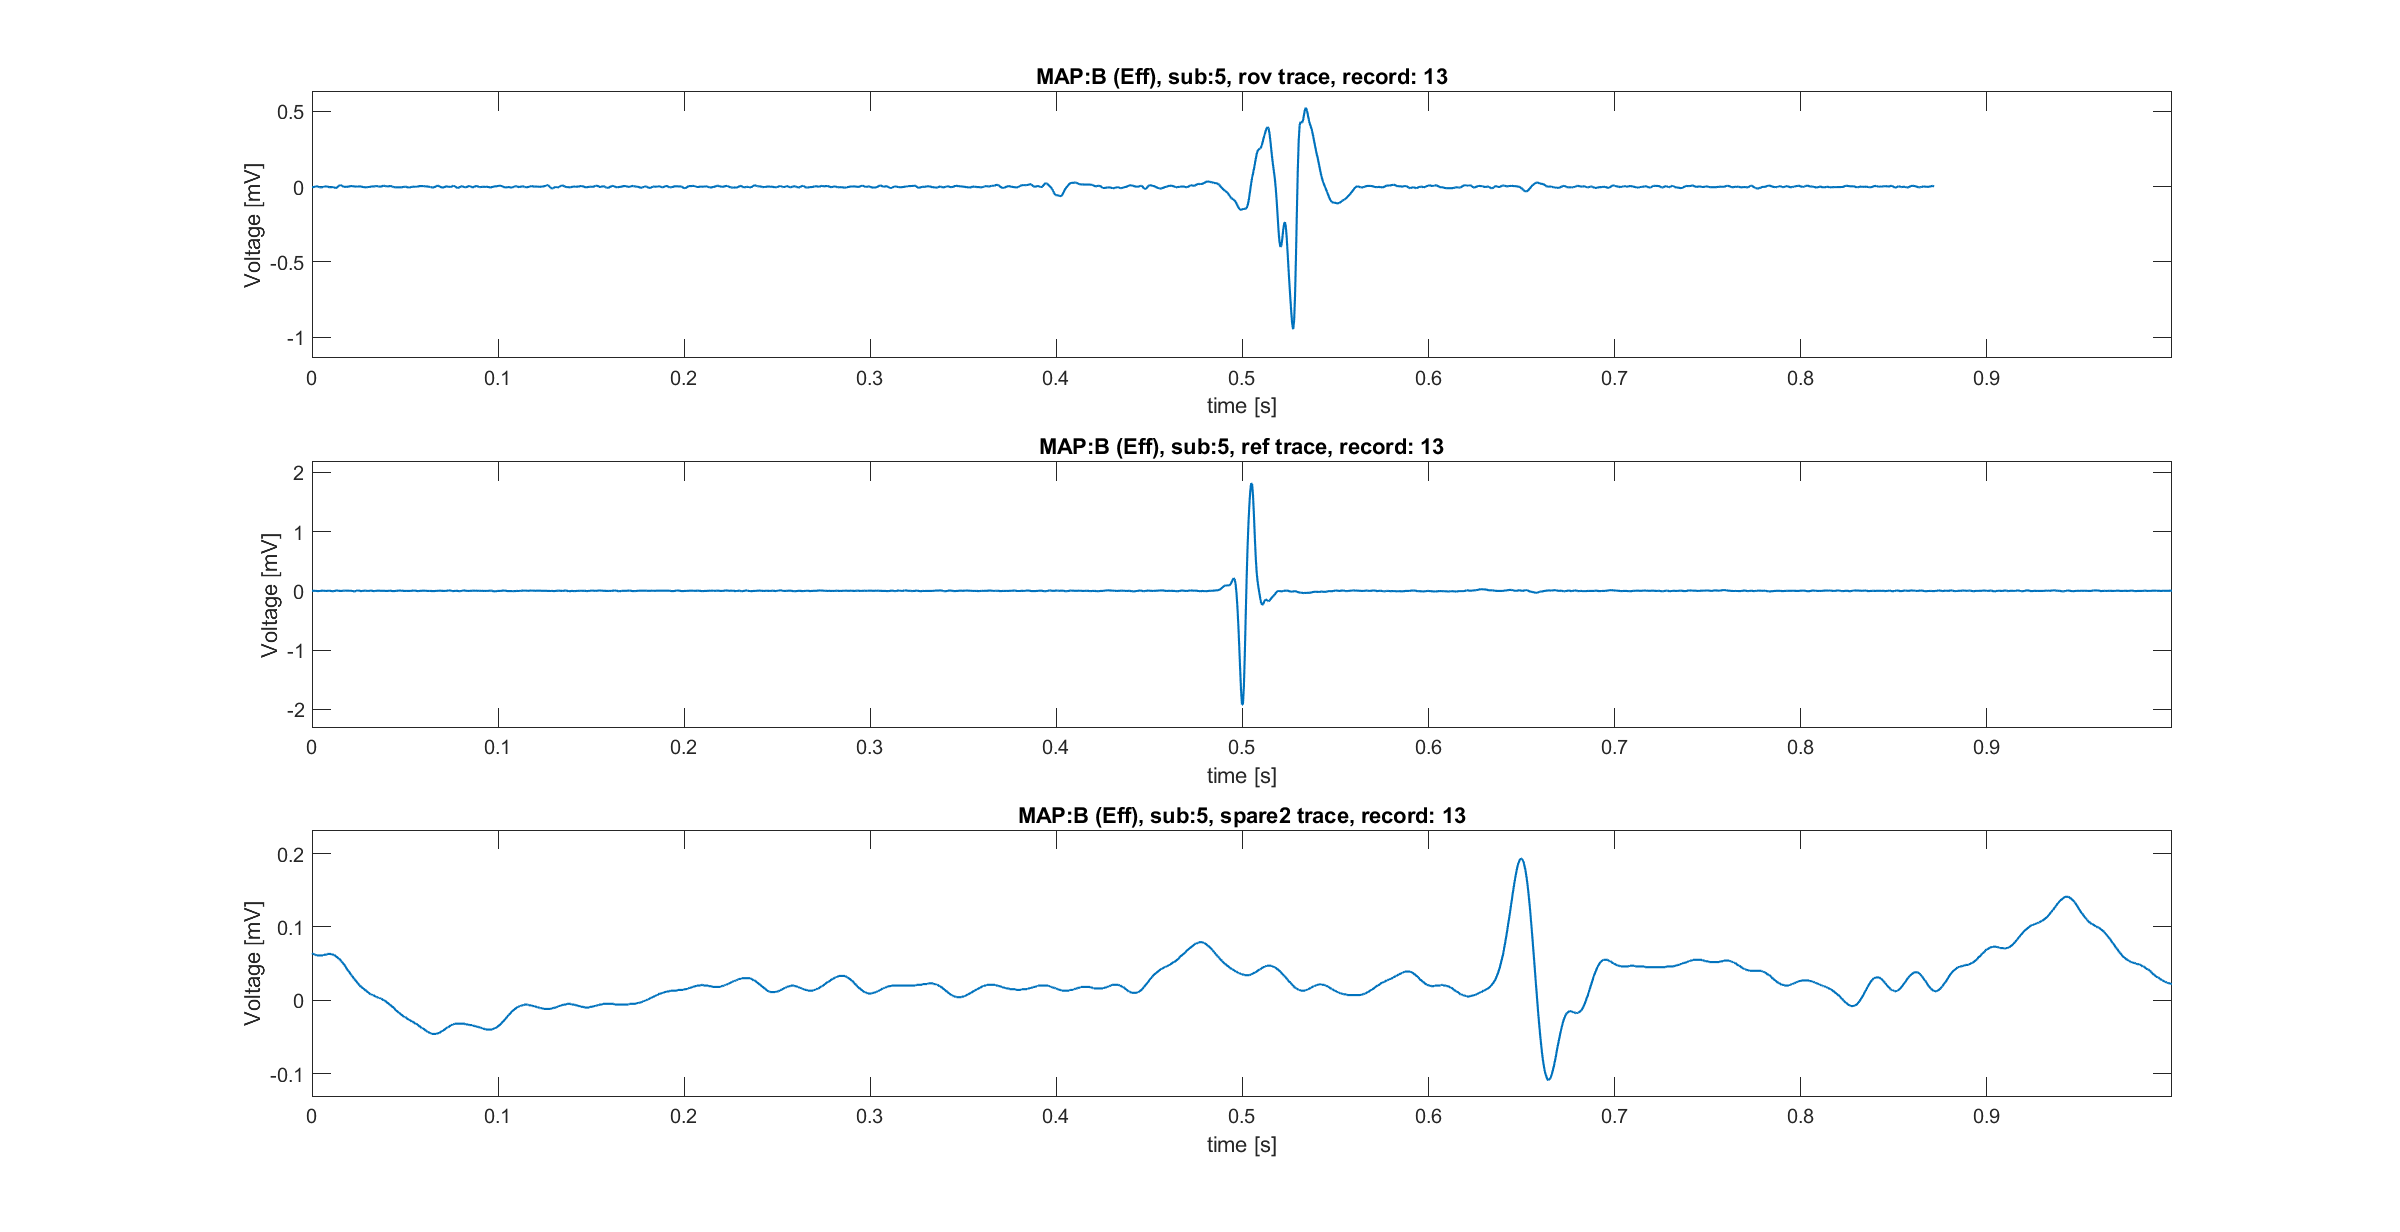 MAP:B (Eff), sub:5, rov trace, record: 13
0.5
0
-0.5
-1
Voltage [mV]
0 0.1 0.2 0.3 0.4 0.5 0.6 0.7 0.8 0.9
time [s]
MAP:B (Eff), sub:5, ref trace, record: 13
2
1
0
-1
-2
Voltage [mV]
0 0.1 0.2 0.3 0.4 0.5 0.6 0.7 0.8 0.9
time [s]
MAP:B (Eff), sub:5, spare2 trace, record: 13
0.2
0.1
0
-0.1
Voltage [mV]
0 0.1 0.2 0.3 0.4 0.5 0.6 0.7 0.8 0.9
time [s]